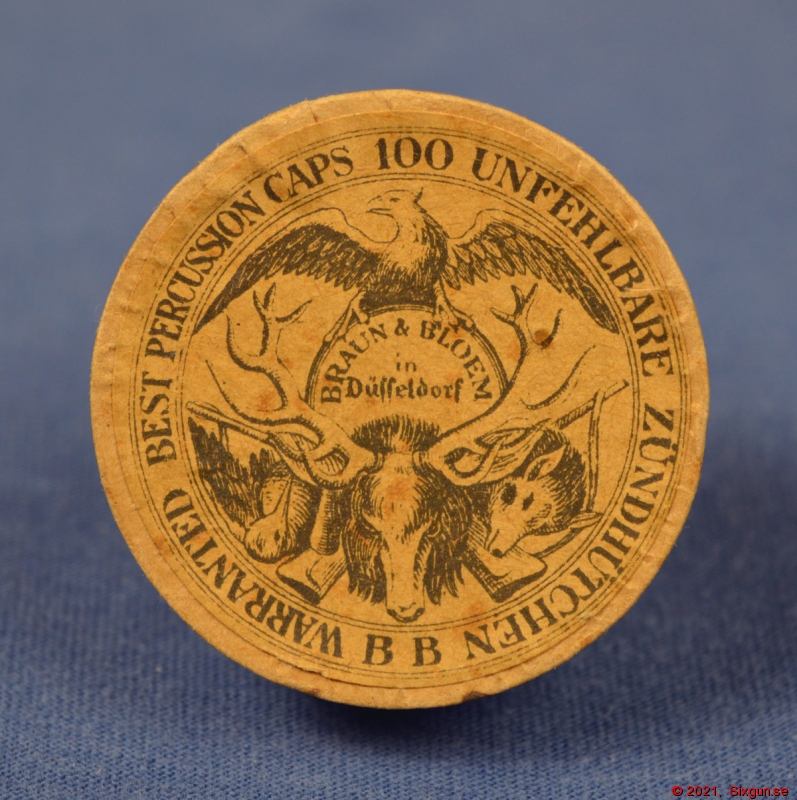 WARRANTED BEST PERCUSSION CAPS 100 UNFEHLBARE ZÜNDHÜTCHEN B B
BRAUN & BLOEM
in
Düsseldorf
© 2021, Sixgun.se